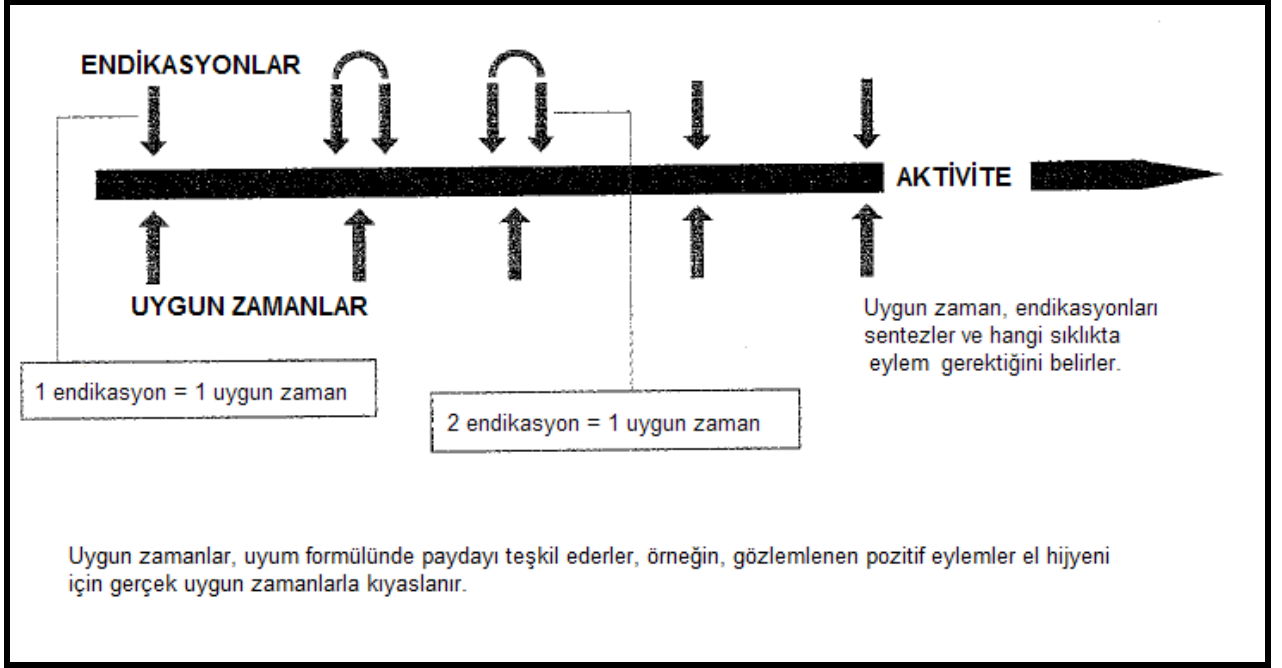 ENDİKASYONLAR
AKTİVİTE
UYGUN ZAMANLAR
Uygun zaman, endikasyonları
sentezler ve hangi sıklıkta
eylem gerektiğini belirler.
1 endikasyon = 1 uygun zaman
2 endikasyon = 1 uygun zaman
Uygun zamanlar, uyum formülünde paydayı teşkil ederler, örneğin, gözlemlenen pozitif eylemler el hijyeni
için gerçek uygun zamanlarla kıyaslanır.